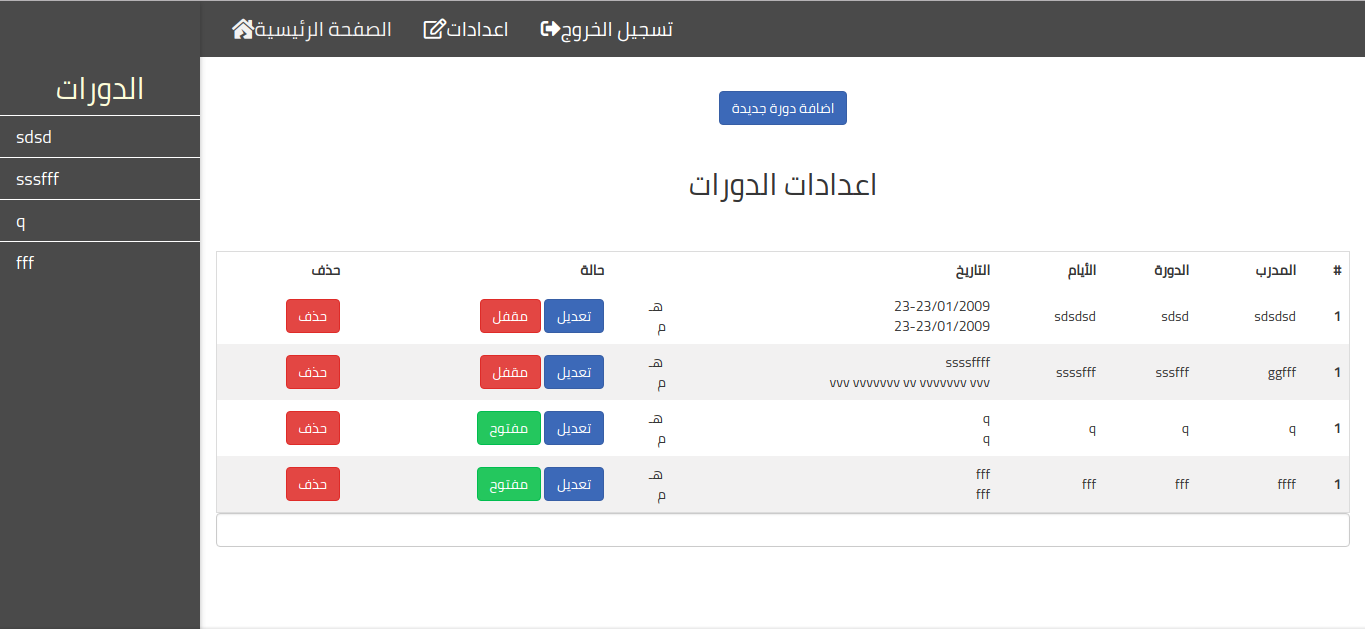 تسجيل الخروج
اعدادات
الصفحة الرئيسية
الدورات
sdsd
sssfff
q
fff
اضافة دورة جديدة
اعدادات الدورات
# المدرب الدورة الأيام التاريخ حالة حذف
1 sdsdsd sdsd sdsdsd 23-23/01/2009 هـ تعديل مقفل حذف
23-23/01/2009 م
1 ggfff sssfff ssssfff ssssffff هـ تعديل مقفل حذف
vvv vvvvvvv vv vvvvvvv vvv م
1 q q q q هـ تعديل مفتوح حذف
q م
1 ffff fff fff fff هـ تعديل مفتوح حذف
fff م